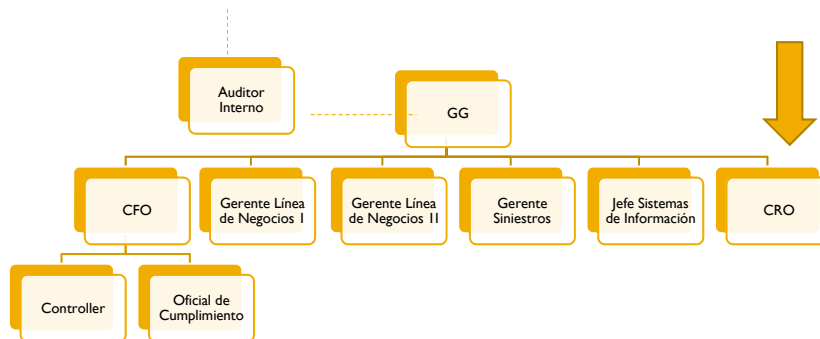 Auditor
Interno
GG
CFO
Gerente Línea
de Negocios I
Gerente Línea
de Negocios II
Gerente
Siniestros
Jefe Sistemas
de Información
CRO
Controller
Oficial de
Cumplimiento